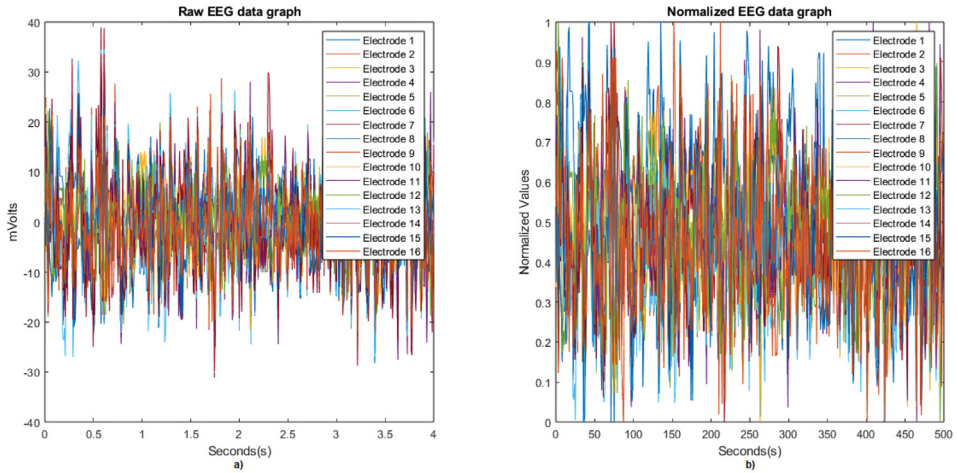 Raw EEG data graph
40
30
20
10
0
-10
-20
-30
-40
mVolts
0 0.5 1 1.5 2 2.5 3 3.5 4
Seconds(s)
a)
Electrode 1
Electrode 2
Electrode 3
Electrode 4
Electrode 5
Electrode 6
Electrode 7
Electrode 8
Electrode 9
Electrode 10
Electrode 11
Electrode 12
Electrode 13
Electrode 14
Electrode 15
Electrode 16
Normalized EEG data graph
1
0.9
0.8
0.7
0.6
0.5
0.4
0.3
0.2
0.1
0
Normalized Values
0 50 100 150 200 250 300 350 400 450 500
Seconds(s)
b)
Electrode 1
Electrode 2
Electrode 3
Electrode 4
Electrode 5
Electrode 6
Electrode 7
Electrode 8
Electrode 9
Electrode 10
Electrode 11
Electrode 12
Electrode 13
Electrode 14
Electrode 15
Electrode 16